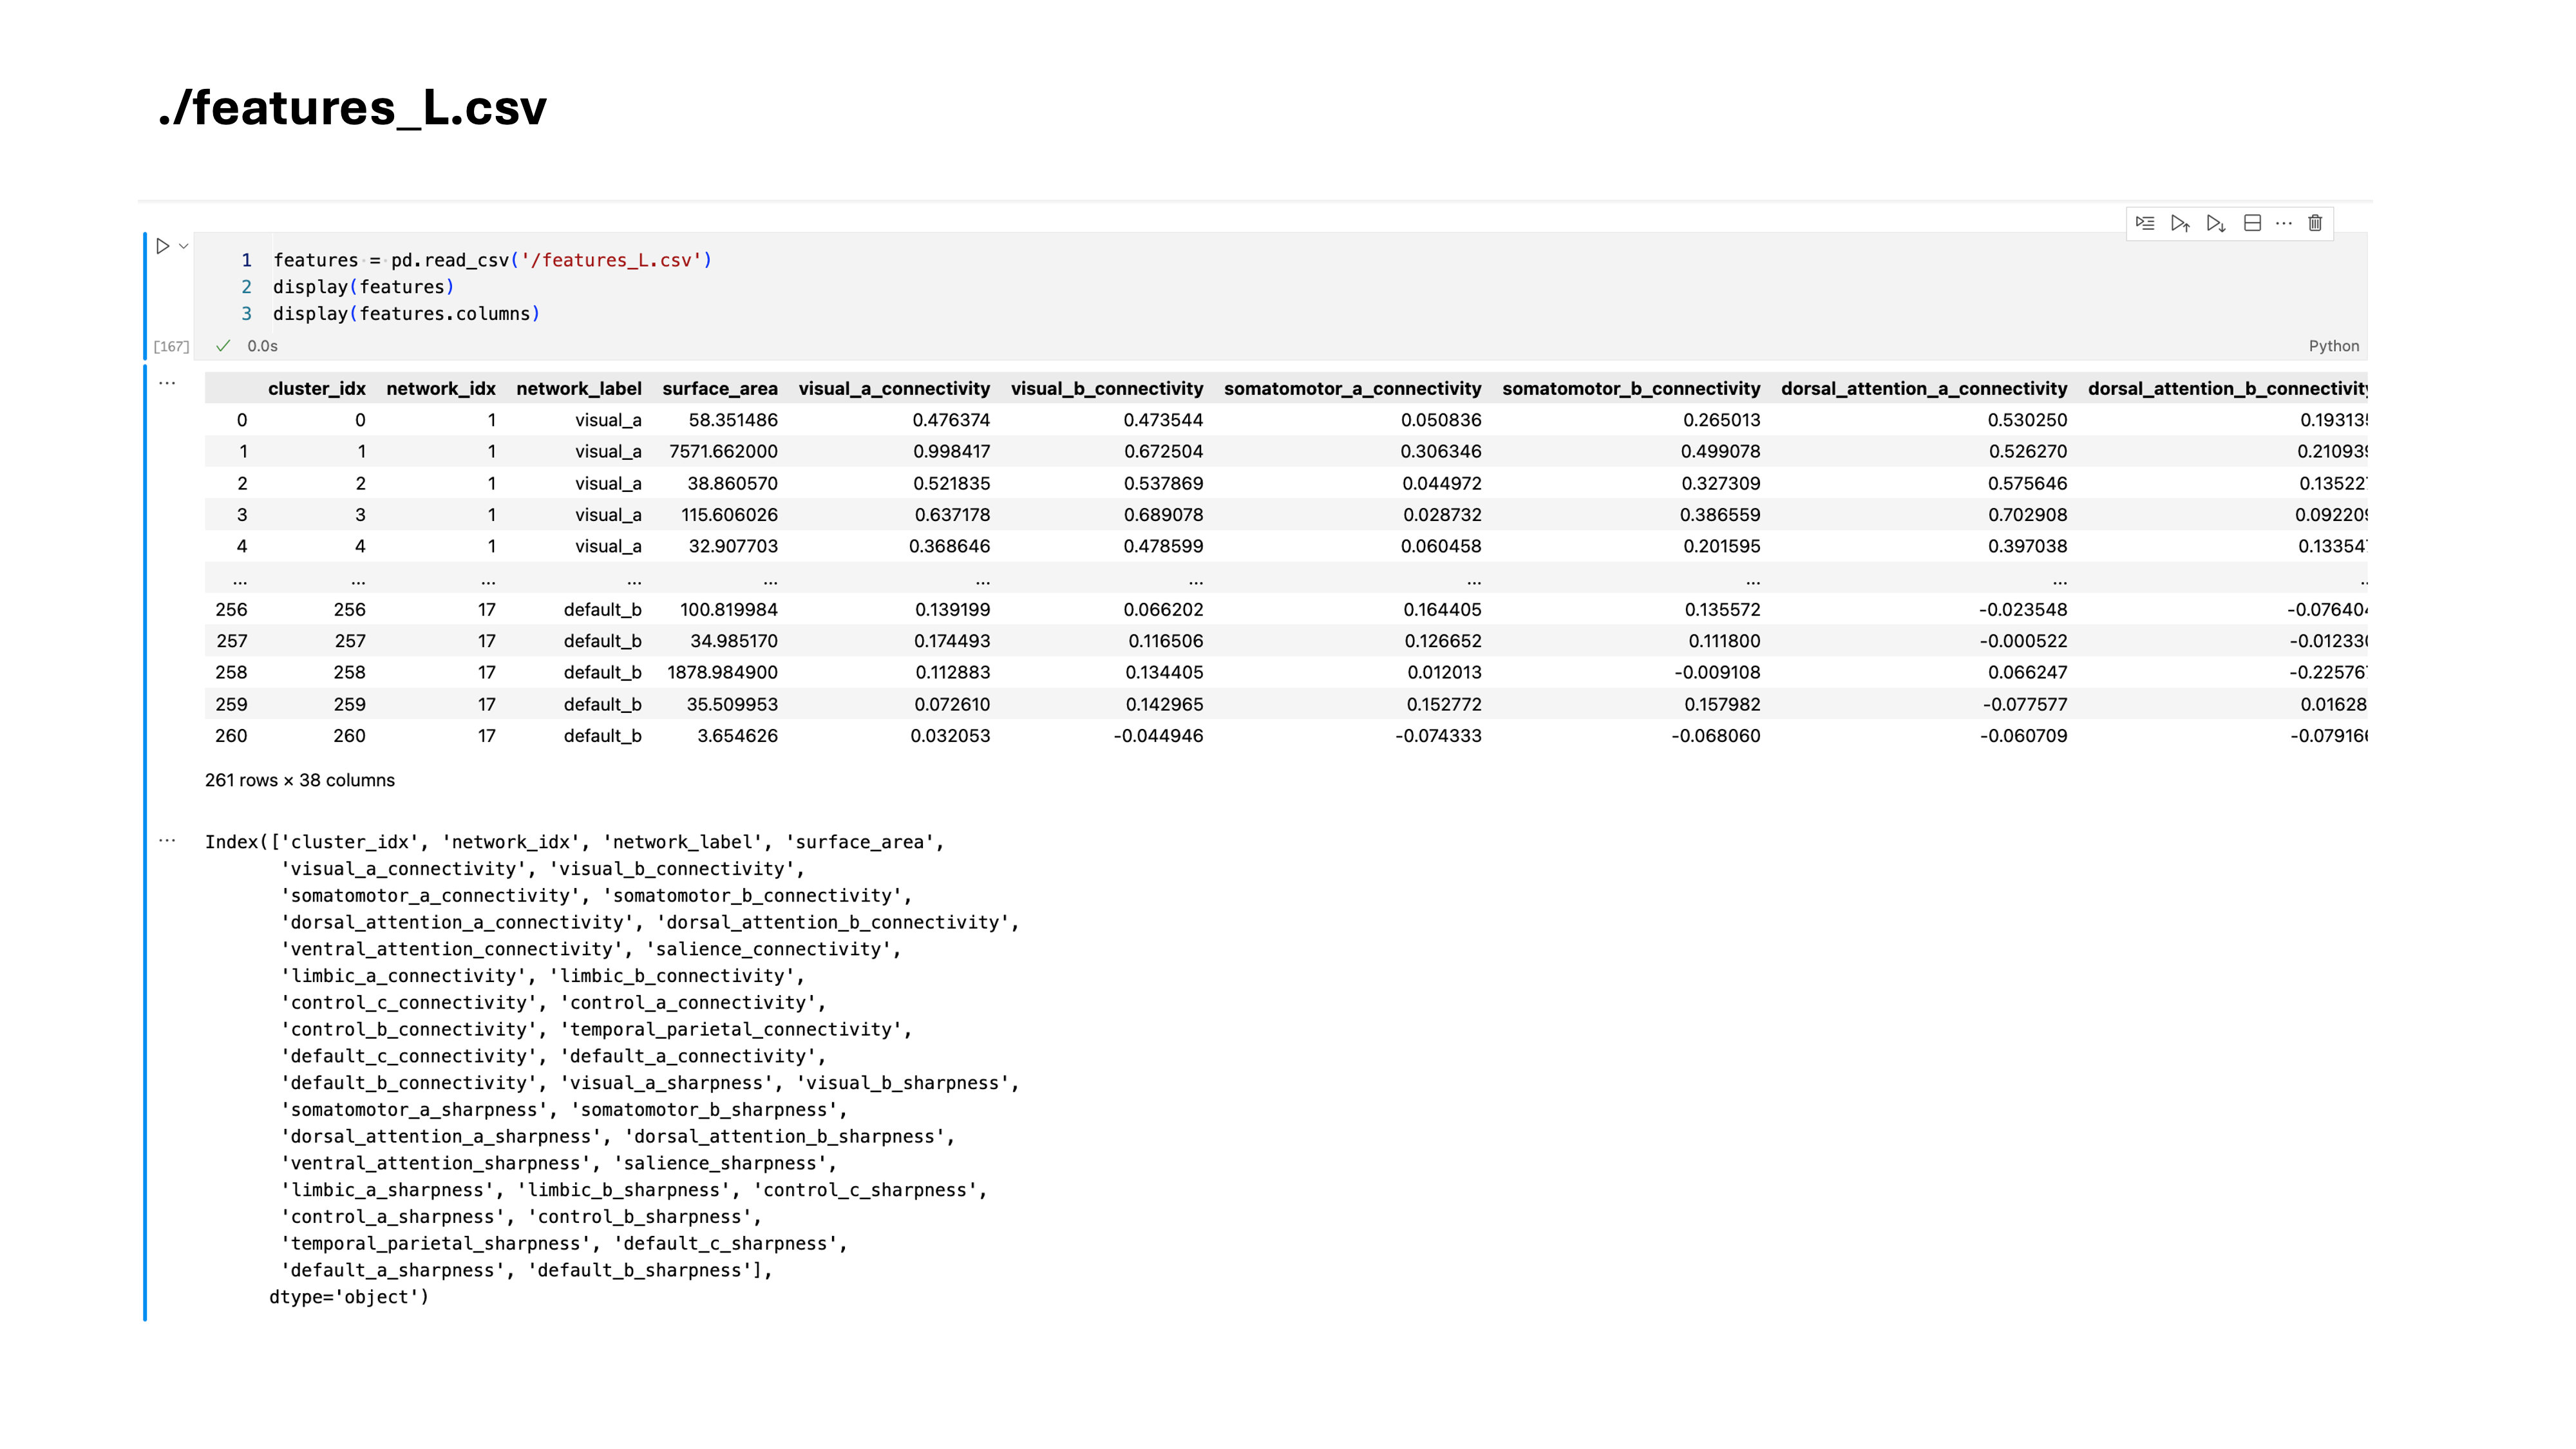 ./features_L.csv
1 features = pd.read_csv('/features_L.csv')
2 display(features)
3 display(features.columns)
[167] 0.0s Python
... cluster_idx network_idx network_label surface_area visual_a_connectivity visual_b_connectivity somatomotor_a_connectivity somatomotor_b_connectivity dorsal_attention_a_connectivity dorsal_attention_b_connectivity
0 0 1 visual_a 58.351486 0.476374 0.473544 0.050836 0.265013 0.530250 0.19313
1 1 1 visual_a 7571.662000 0.998417 0.672504 0.306346 0.499078 0.526270 0.21093
2 2 1 visual_a 38.860570 0.521835 0.537869 0.044972 0.327309 0.575646 0.13522
3 3 1 visual_a 115.606026 0.637178 0.689078 0.028732 0.386559 0.702908 0.09220
4 4 1 visual_a 32.907703 0.368646 0.478599 0.060458 0.201595 0.397038 0.13354
... ... ... ... ... ... ... ... ... ... ..
256 256 17 default_b 100.819984 0.139199 0.066202 0.164405 0.135572 -0.023548 -0.07640
257 257 17 default_b 34.985170 0.174493 0.116506 0.126652 0.111800 -0.000522 -0.01233
258 258 17 default_b 1878.984900 0.112883 0.134405 0.012013 -0.009108 0.066247 -0.22576
259 259 17 default_b 35.509953 0.072610 0.142965 0.152772 0.157982 -0.077577 0.01628
260 260 17 default_b 3.654626 0.032053 -0.044946 -0.074333 -0.068060 -0.060709 -0.07916
261 rows × 38 columns
... Index(['cluster_idx', 'network_idx', 'network_label', 'surface_area',
'visual_a_connectivity', 'visual_b_connectivity',
'somatomotor_a_connectivity', 'somatomotor_b_connectivity',
'dorsal_attention_a_connectivity', 'dorsal_attention_b_connectivity',
'ventral_attention_connectivity', 'salience_connectivity',
'limbic_a_connectivity', 'limbic_b_connectivity',
'control_c_connectivity', 'control_a_connectivity',
'control_b_connectivity', 'temporal_parietal_connectivity',
'default_c_connectivity', 'default_a_connectivity',
'default_b_connectivity', 'visual_a_sharpness', 'visual_b_sharpness',
'somatomotor_a_sharpness', 'somatomotor_b_sharpness',
'dorsal_attention_a_sharpness', 'dorsal_attention_b_sharpness',
'ventral_attention_sharpness', 'salience_sharpness',
'limbic_a_sharpness', 'limbic_b_sharpness', 'control_c_sharpness',
'control_a_sharpness', 'control_b_sharpness',
'temporal_parietal_sharpness', 'default_c_sharpness',
'default_a_sharpness', 'default_b_sharpness'],
dtype='object')